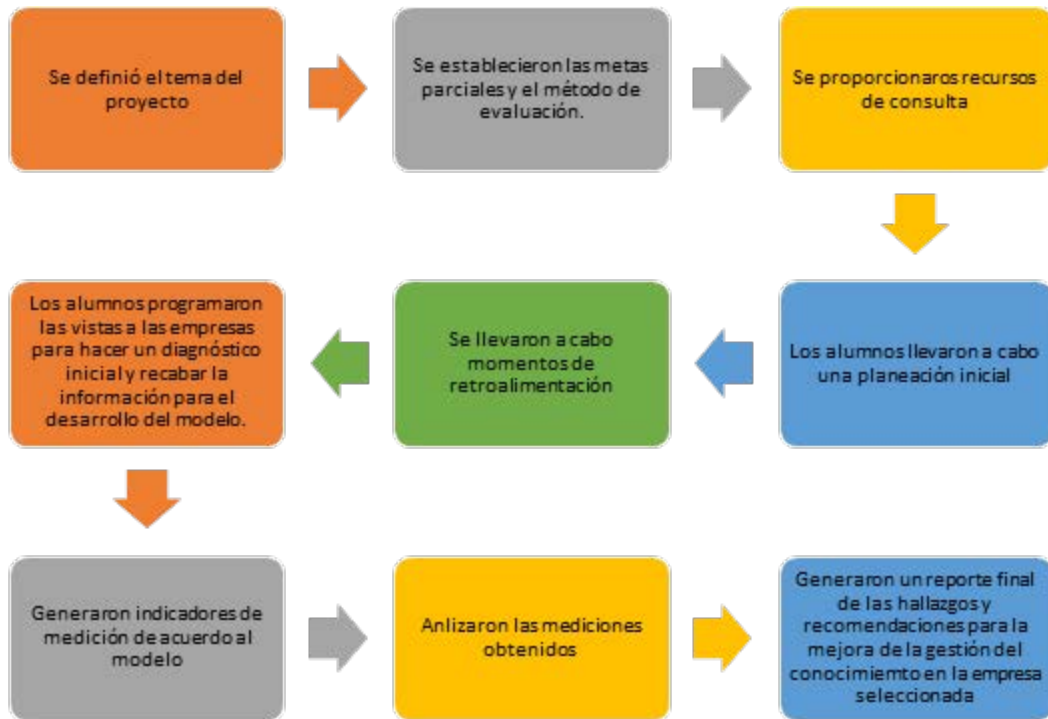 Se definió el tema del
proyecto
Se establecieron las metas
parciales y el método de
evaluación.
Se proporcionaros recursos
de consulta
Los alumnos llevaron a cabo
una planeación inicial
Se llevaron a cabo
momentos de
retroalimentación
Los alumnos programaron
las vistas a las empresas
para hacer un diagnóstico
inicial y recabar la
información para el
desarrollo del modelo.
Generaron indicadores de
medición de acuerdo al
modelo
Anlizaron las mediciones
obtenidos
Generaron un reporte final
de las hallazgos y
recomendaciones para la
mejora de la gestión del
conocimiemto en la empresa
seleccionada